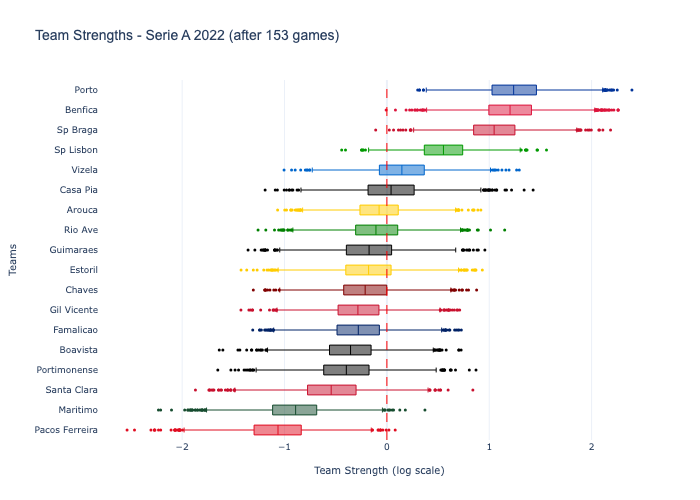 Team Strengths - Serie A 2022 (after 153 games)
Porto
Benfica
Sp Braga
Sp Lisbon
Vizela
Casa Pia
Arouca
Rio Ave
Guimaraes
Estoril
Chaves
Gil Vicente
Famalicao
Boavista
Portimonense
Santa Clara
Maritimo
Pacos Ferreira
Teams
−2
−1
0
1
2
Team Strength (log scale)